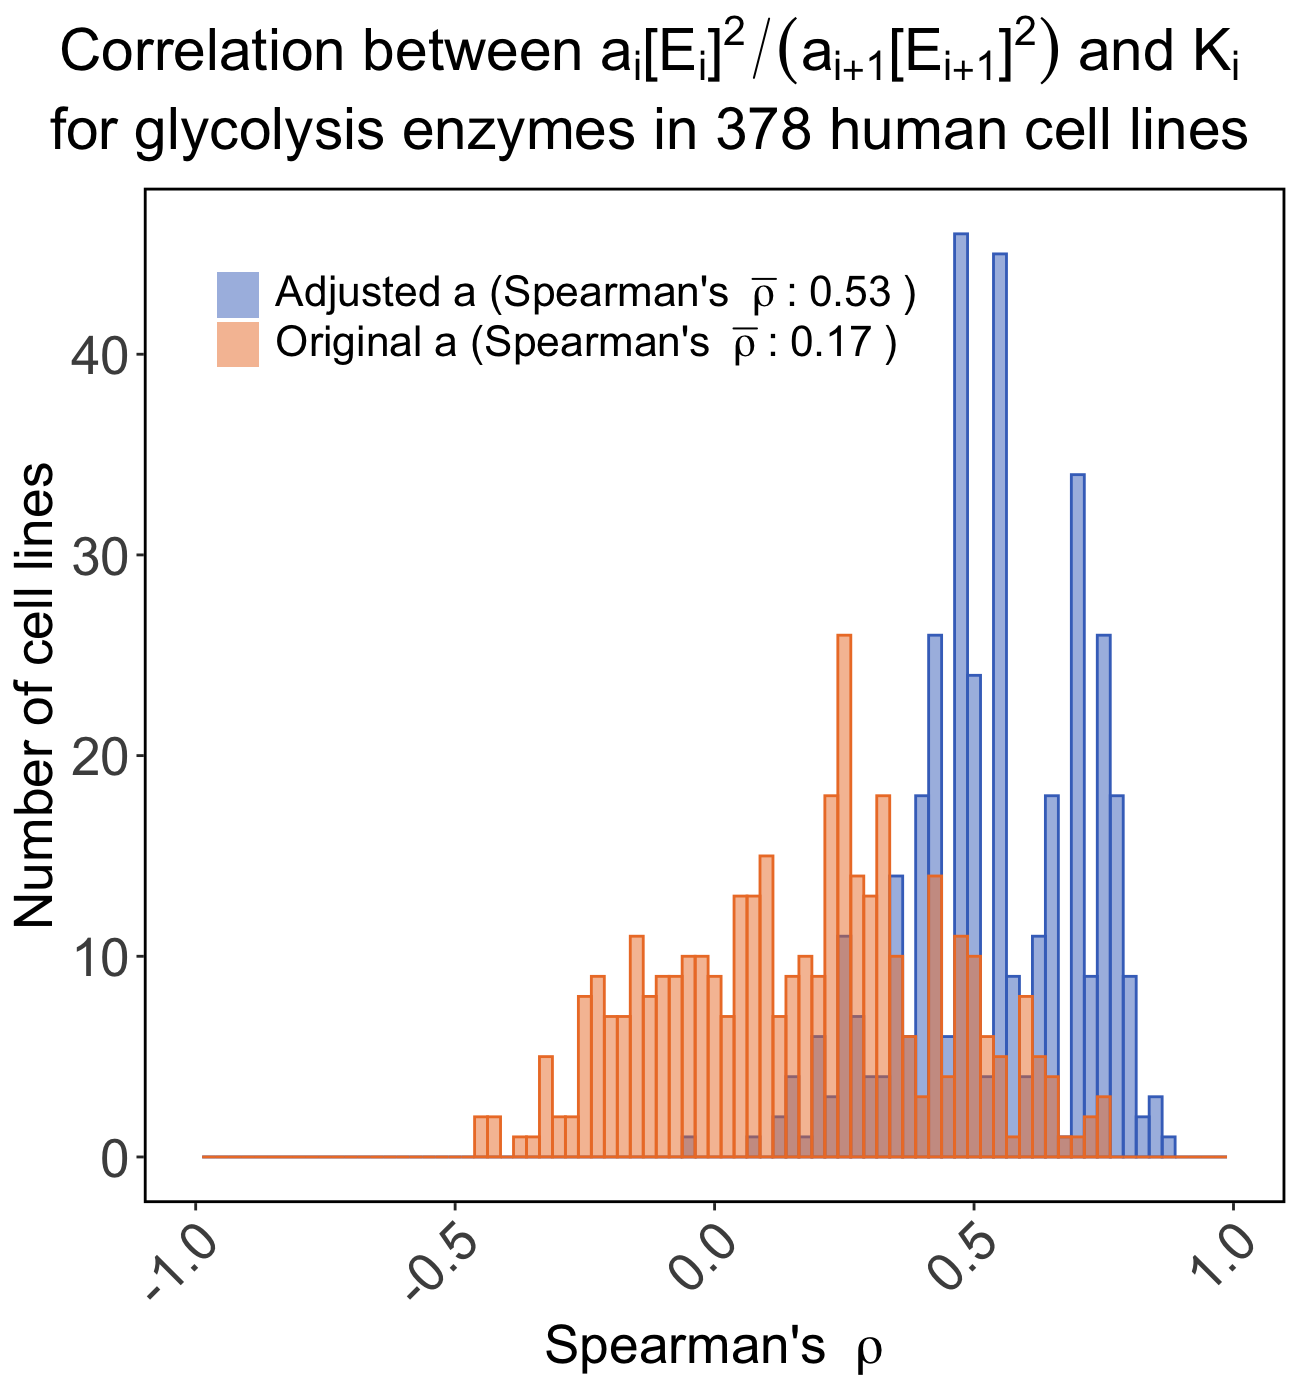 Correlation between aᵢ[Eᵢ]²/(aᵢ₊₁[Eᵢ₊₁]²) and Kᵢ
for glycolysis enzymes in 378 human cell lines
Adjusted a (Spearman's ρ̅ : 0.53 )
Original a (Spearman's ρ̅ : 0.17 )
Number of cell lines
40
30
20
10
0
-1.0
-0.5
0.0
0.5
1.0
Spearman's ρ